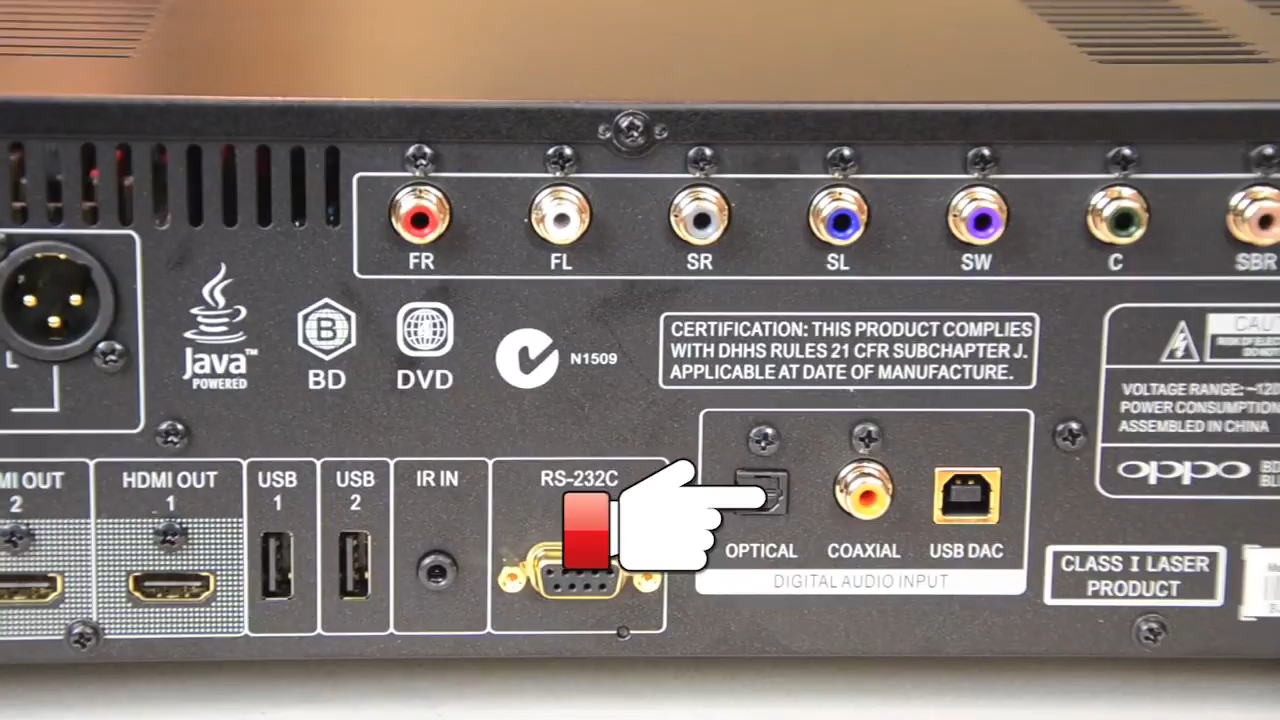 FR FL SR SL SW C SBR
L
Java™
POWERED
BD
DVD
N1509
CERTIFICATION: THIS PRODUCT COMPLIES
WITH DHHS RULES 21 CFR SUBCHAPTER J.
APPLICABLE AT DATE OF MANUFACTURE.
VOLTAGE RANGE:
POWER CONSUMPTION
ASSEMBLED IN CHINA
oppo
HDMI OUT
1
OUT
2
USB
1
USB
2
IR IN
RS-232C
OPTICAL COAXIAL USB DAC
DIGITAL AUDIO INPUT
CLASS I LASER
PRODUCT